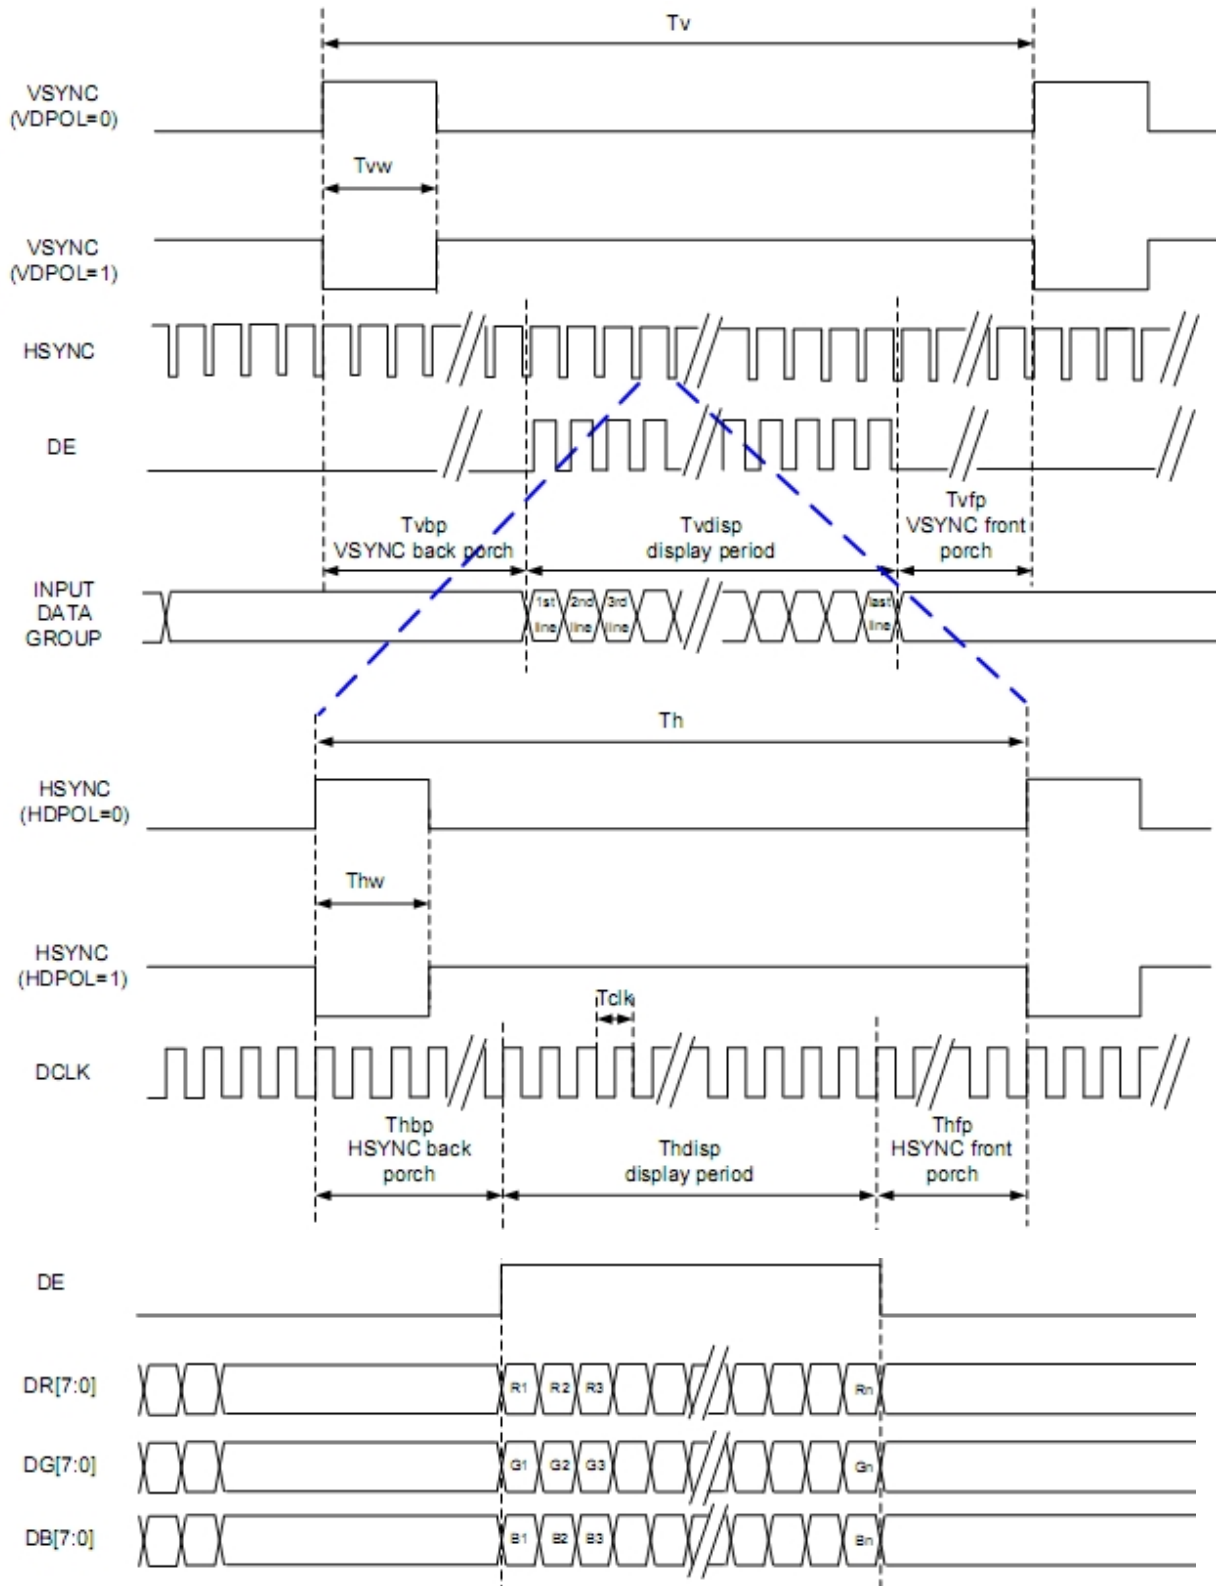 Tv
VSYNC
(VDPOL=0)
Tvw
VSYNC
(VDPOL=1)
HSYNC
DE
Tvbp
VSYNC back porch
Tvdisp
display period
Tvfp
VSYNC front
porch
INPUT
DATA
GROUP
1st
line
2nd
line
3rd
line
last
line
Th
HSYNC
(HDPOL=0)
Thw
HSYNC
(HDPOL=1)
Tclk
DCLK
Thbp
HSYNC back
porch
Thdisp
display period
Thfp
HSYNC front
porch
DE
DR[7:0]
R1 R2 R3 Rn
DG[7:0]
G1 G2 G3 Gn
DB[7:0]
B1 B2 B3 Bn